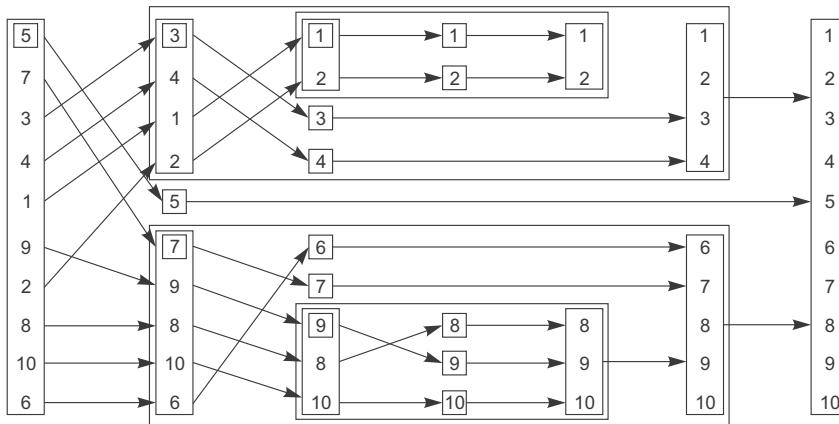 5 3 1 1 1 1 1
7 4 2 2 2 2 2
3 1 3 3 3
4 2 4 4 4
1 5 5
9 7 6 6 6
2 9 7 7 7
8 8 9 8 8 8 8
10 10 8 9 9 9 9
6 6 10 10 10 10 10